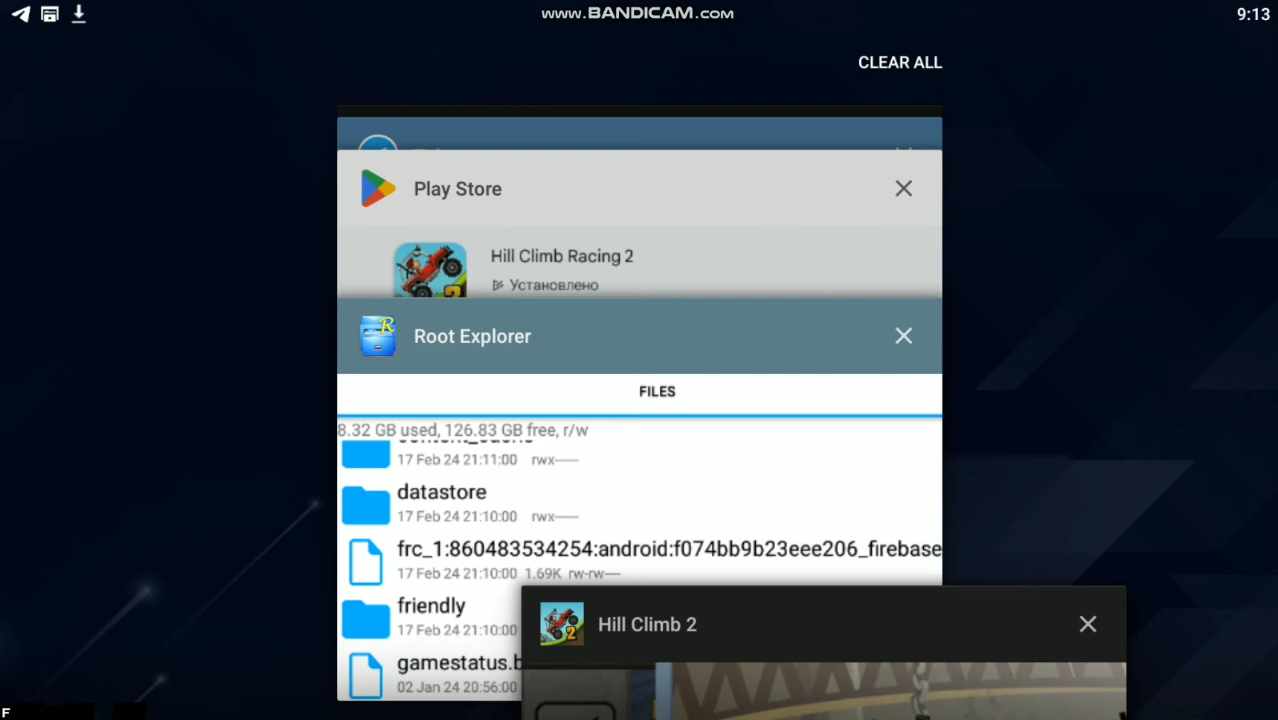 www.BANDICAM.com
9:13
CLEAR ALL
Play Store
Hill Climb Racing 2
Установлено
Root Explorer
FILES
8.32 GB used, 126.83 GB free, r/w
17 Feb 24 21:11:00 rwx------
datastore
17 Feb 24 21:10:00 rwx------
frc_1:860483534254:android:f074bb9b23eee206_firebase
17 Feb 24 21:10:00 1.69K rw-rw----
friendly
17 Feb 24 21:10:00
gamestatus.b
02 Jan 24 20:56:00
Hill Climb 2
F